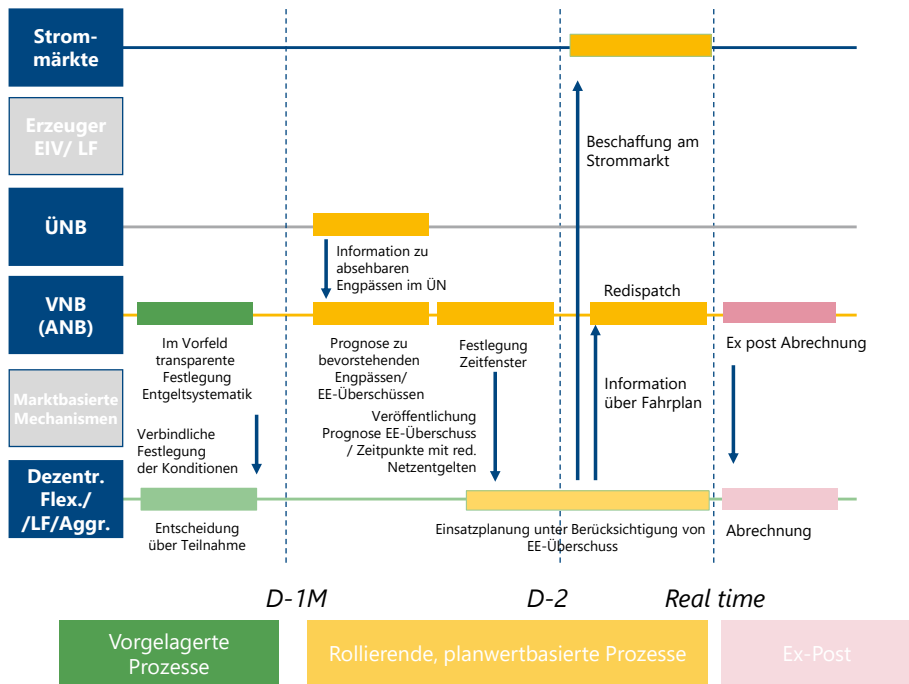 Strom-
märkte
Erzeuger
EIV/ LF
Beschaffung am
Strommarkt
ÜNB
Information zu
absehbaren
Engpässen im ÜN
VNB
(ANB)
Redispatch
Im Vorfeld
transparente
Festlegung
Entgeltsystematik
Prognose zu
bevorstehenden
Engpässen/
EE-Überschüssen
Festlegung
Zeitfenster
Ex post Abrechnung
Information
über Fahrplan
Marktbasierte
Mechanismen
Veröffentlichung
Prognose EE-Überschuss
/ Zeitpunkte mit red.
Netzentgelten
Verbindliche
Festlegung
der Konditionen
Dezentr.
Flex./
/LF/Aggr.
Entscheidung
über Teilnahme
Einsatzplanung unter Berücksichtigung von
EE-Überschuss
Abrechnung
D-1M
D-2
Real time
Vorgelagerte
Prozesse
Rollierende, planwertbasierte Prozesse
Ex-Post